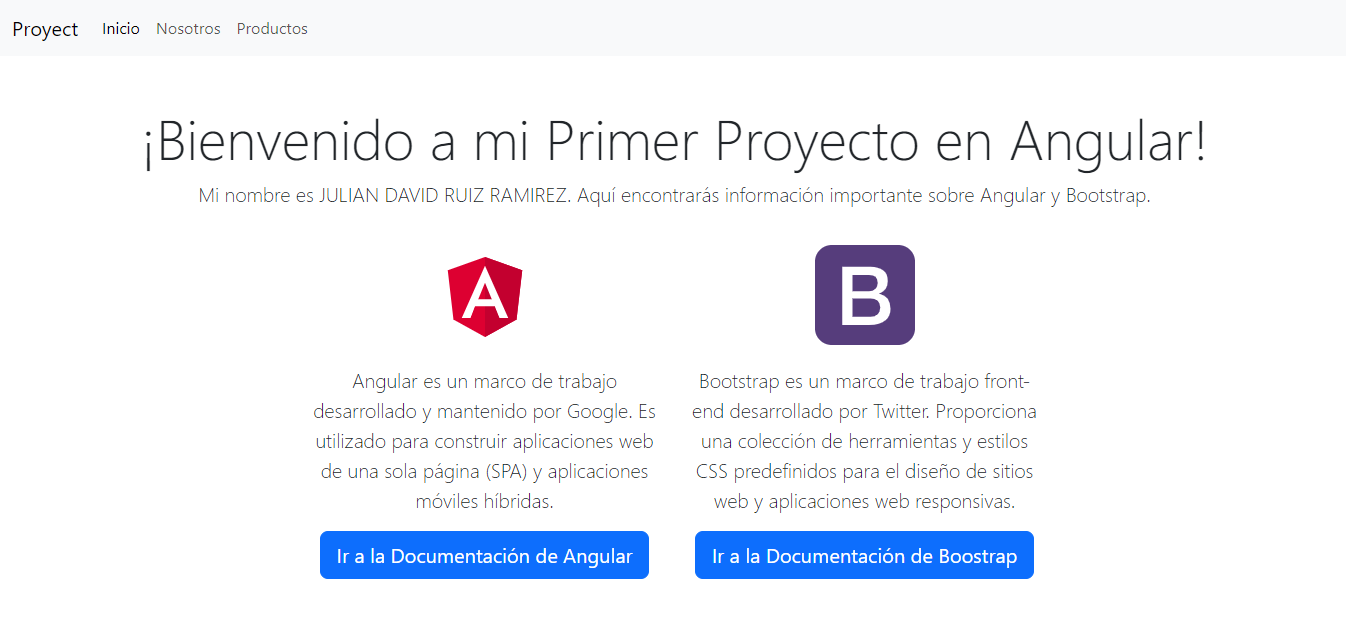 Proyect Inicio Nosotros Productos
¡Bienvenido a mi Primer Proyecto en Angular!
Mi nombre es JULIAN DAVID RUIZ RAMIREZ. Aquí encontrarás información importante sobre Angular y Bootstrap.
A
Angular es un marco de trabajo
desarrollado y mantenido por Google. Es
utilizado para construir aplicaciones web
de una sola página (SPA) y aplicaciones
móviles híbridas.
Ir a la Documentación de Angular
B
Bootstrap es un marco de trabajo front-
end desarrollado por Twitter. Proporciona
una colección de herramientas y estilos
CSS predefinidos para el diseño de sitios
web y aplicaciones web responsivas.
Ir a la Documentación de Boostrap